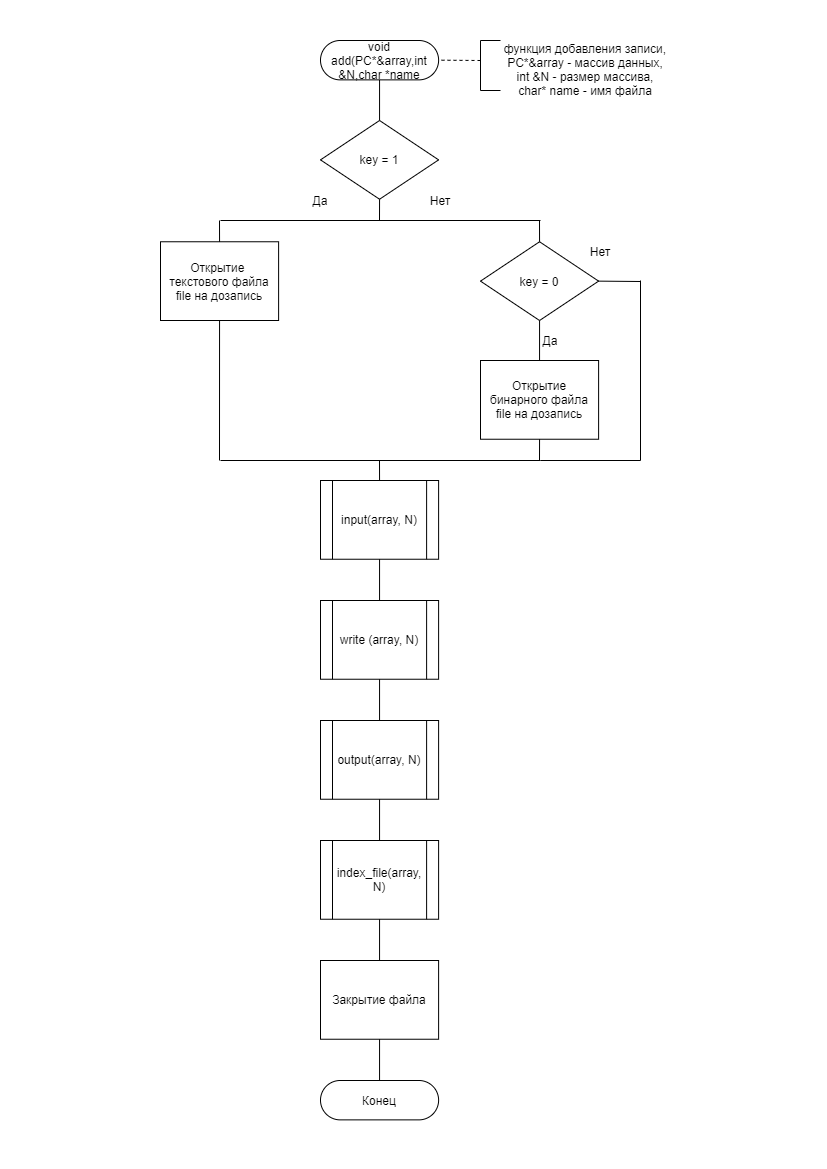 void
add(PC*&array,int
&N,char *name
функция добавления записи,
PC*&array - массив данных,
int &N - размер массива,
char* name - имя файла
key = 1
Да
Нет
Открытие
текстового файла
file на дозапись
Нет
key = 0
Да
Открытие
бинарного файла
file на дозапись
input(array, N)
write (array, N)
output(array, N)
index_file(array,
N)
Закрытие файла
Конец